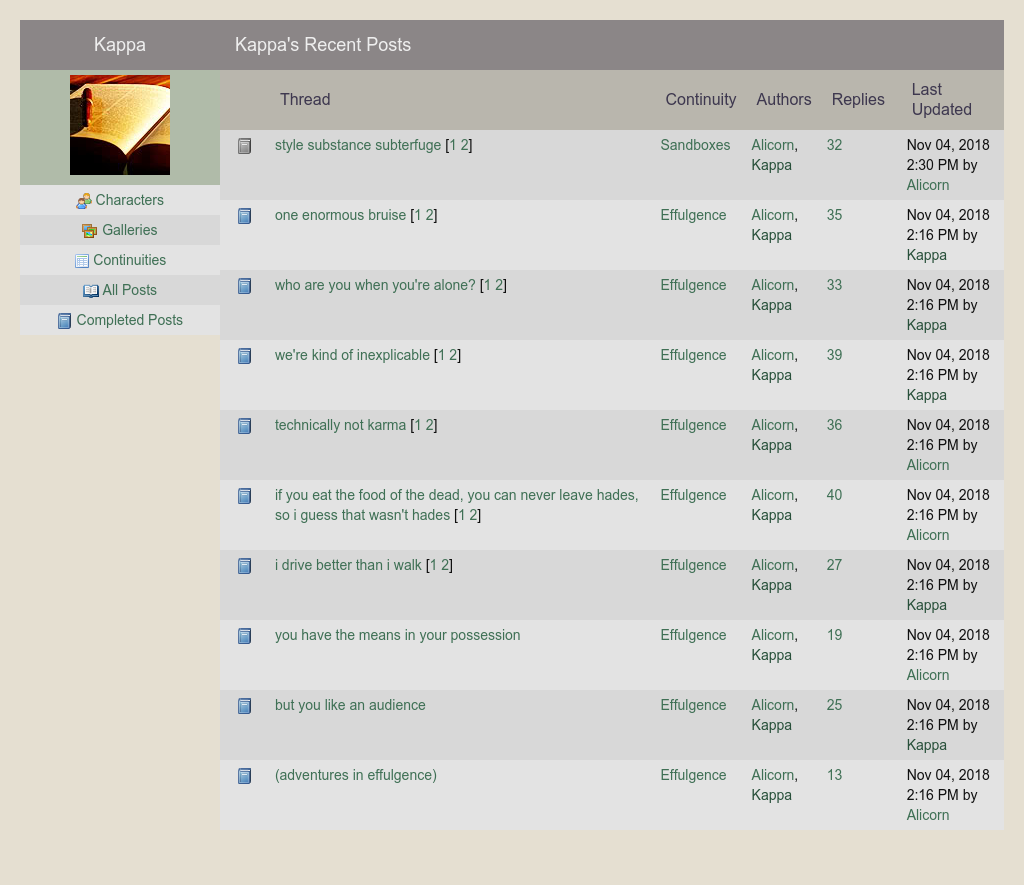 Kappa
Kappa's Recent Posts
Characters
Galleries
Continuities
All Posts
Completed Posts
Thread Continuity Authors Replies Last
Updated
style substance subterfuge [1 2] Sandboxes Alicorn, 32 Nov 04, 2018
Kappa 2:30 PM by
Alicorn
one enormous bruise [1 2] Effulgence Alicorn, 35 Nov 04, 2018
Kappa 2:16 PM by
Kappa
who are you when you're alone? [1 2] Effulgence Alicorn, 33 Nov 04, 2018
Kappa 2:16 PM by
Kappa
we're kind of inexplicable [1 2] Effulgence Alicorn, 39 Nov 04, 2018
Kappa 2:16 PM by
Kappa
technically not karma [1 2] Effulgence Alicorn, 36 Nov 04, 2018
Kappa 2:16 PM by
Alicorn
if you eat the food of the dead, you can never leave hades, Effulgence Alicorn, 40 Nov 04, 2018
so i guess that wasn't hades [1 2] Kappa 2:16 PM by
Alicorn
i drive better than i walk [1 2] Effulgence Alicorn, 27 Nov 04, 2018
Kappa 2:16 PM by
Kappa
you have the means in your possession Effulgence Alicorn, 19 Nov 04, 2018
Kappa 2:16 PM by
Alicorn
but you like an audience Effulgence Alicorn, 25 Nov 04, 2018
Kappa 2:16 PM by
Kappa
(adventures in effulgence) Effulgence Alicorn, 13 Nov 04, 2018
Kappa 2:16 PM by
Alicorn